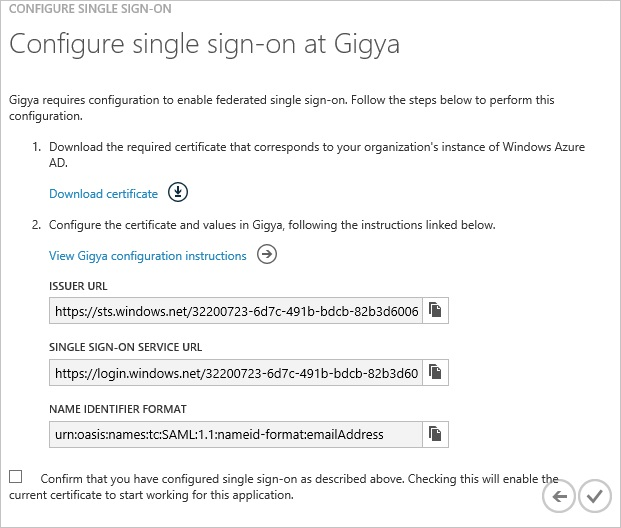 CONFIGURE SINGLE SIGN-ON
Configure single sign-on at Gigya
Gigya requires configuration to enable federated single sign-on. Follow the steps below to perform this
configuration.
1. Download the required certificate that corresponds to your organization's instance of Windows Azure
AD.
Download certificate
2. Configure the certificate and values in Gigya, following the instructions linked below.
View Gigya configuration instructions
ISSUER URL
https://sts.windows.net/32200723-6d7c-491b-bdcb-82b3d6006
SINGLE SIGN-ON SERVICE URL
https://login.windows.net/32200723-6d7c-491b-bdcb-82b3d60
NAME IDENTIFIER FORMAT
urn:oasis:names:tc:SAML:1.1:nameid-format:emailAddress
Confirm that you have configured single sign-on as described above. Checking this will enable the
current certificate to start working for this application.